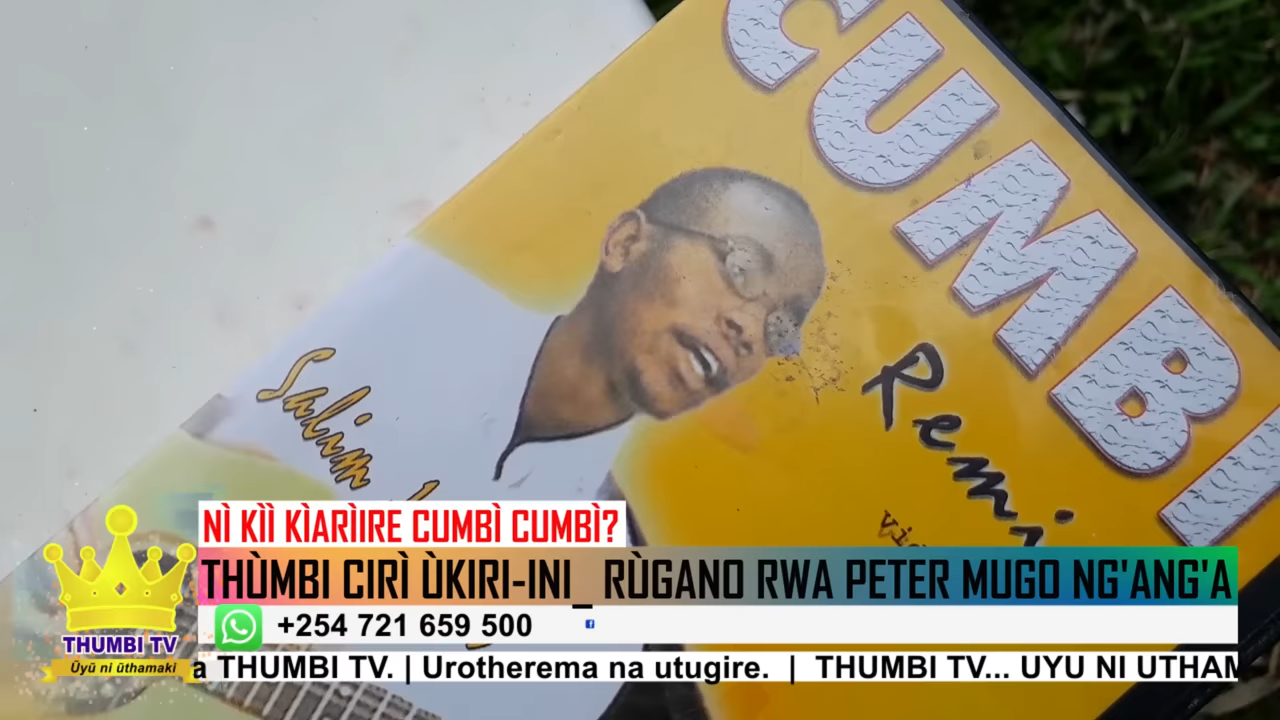 CUMBI
Remi
Salim
NÌ KÌÌ KÌARÌIRE CUMBÌ CUMBÌ?
THÙMBI CIRÌ ÙKIRI-INI_ RÙGANO RWA PETER MUGO NG'ANG'A
+254 721 659 500
THUMBI TV
Ũyũ ni ũthamaki
a THUMBI TV. | Urotherema na utugire. | THUMBI TV... UYU NI UTHAM